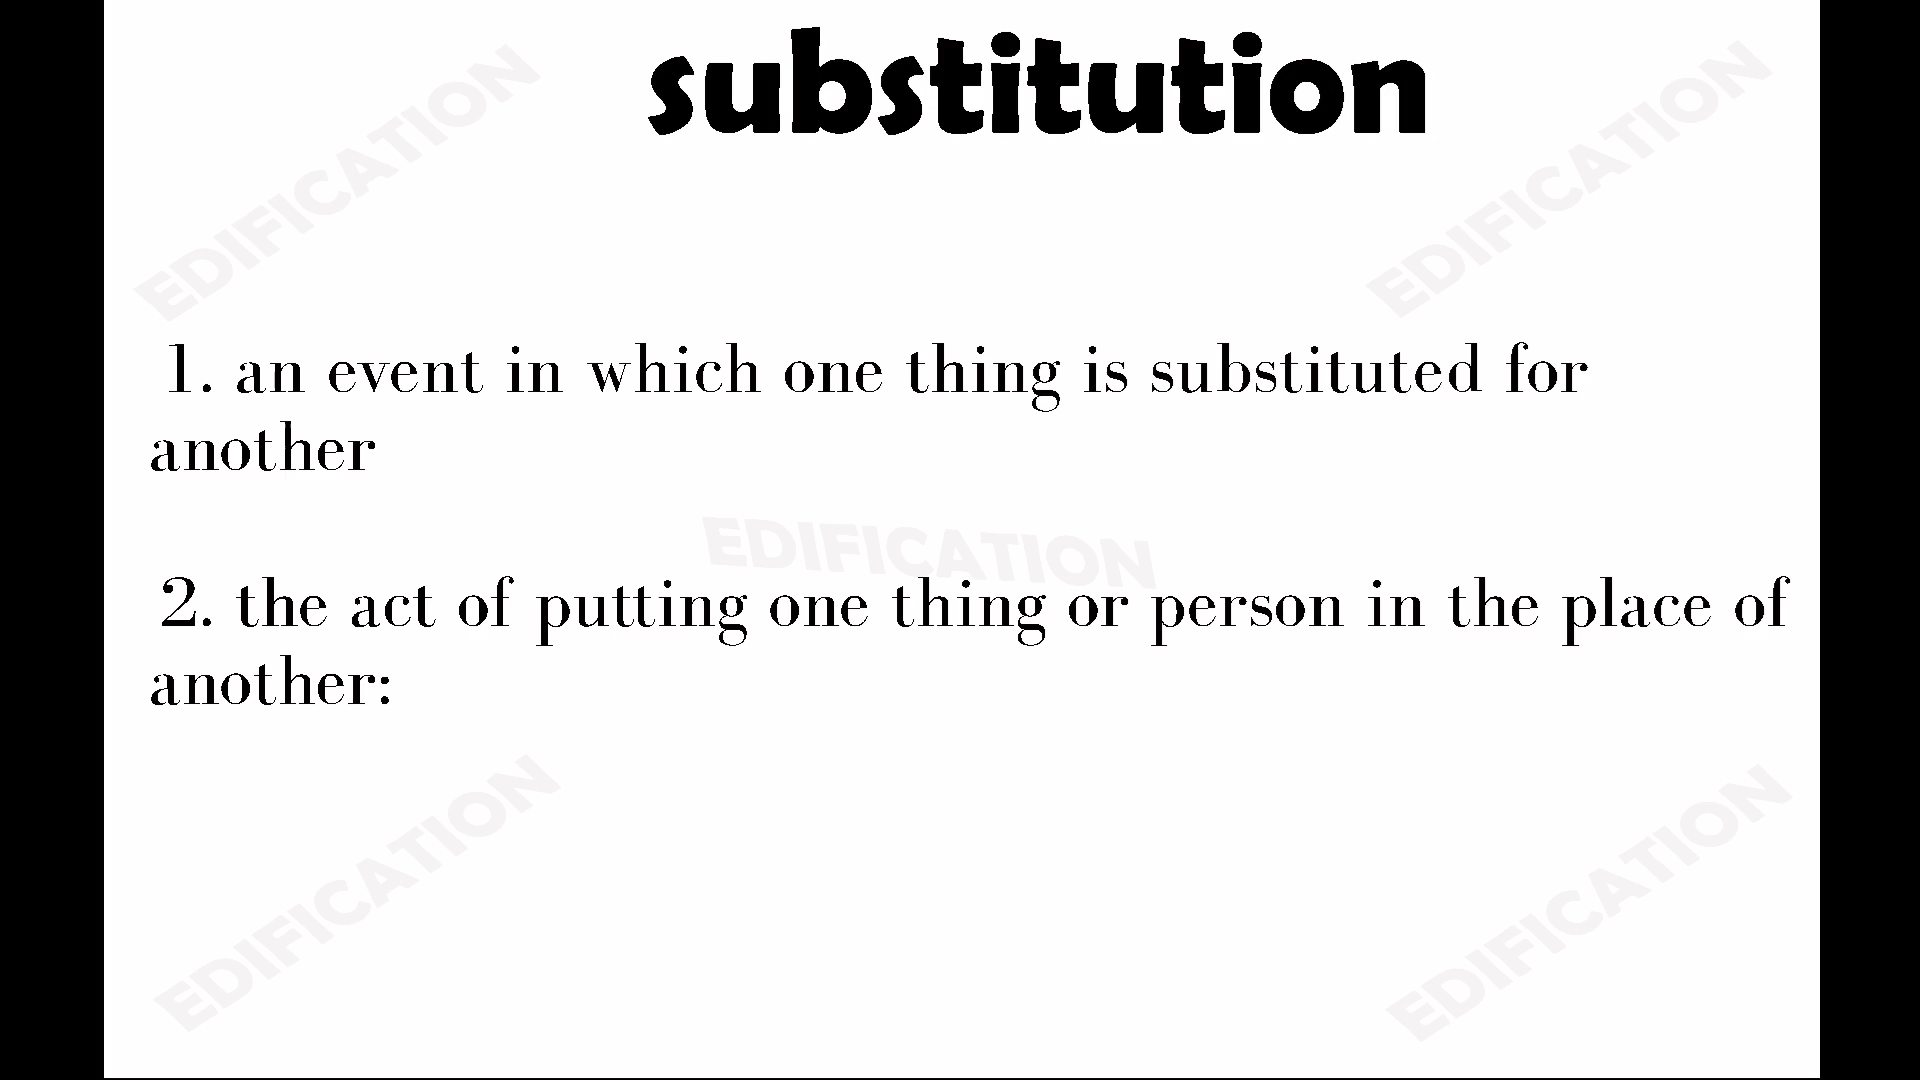 substitution
EDIFICATION
EDIFICATION
1. an event in which one thing is substituted for
another
EDIFICATION
2. the act of putting one thing or person in the place of
another:
EDIFICATION
EDIFICATION